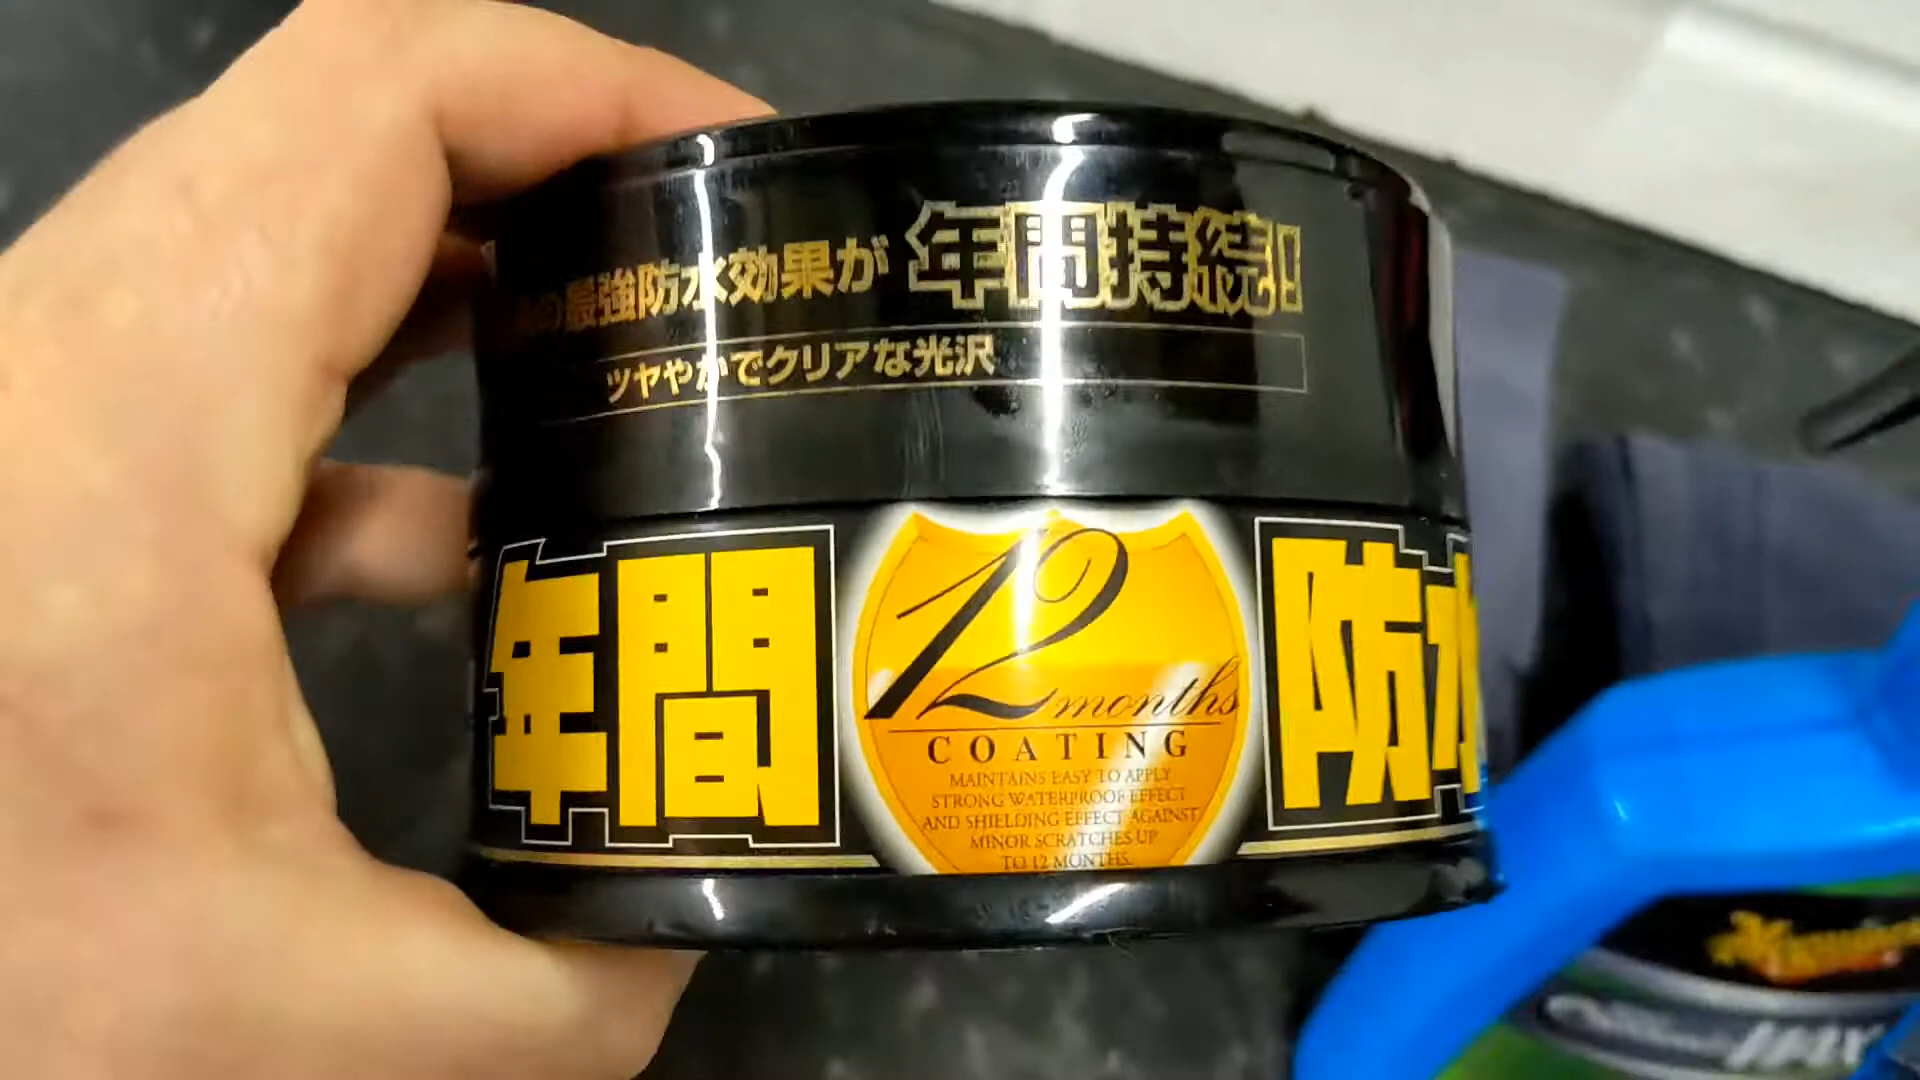 の最強防水効果が 年間持続!
ツヤやかでクリアな光沢
年間
12 months
COATING
MAINTAINS EASY TO APPLY
STRONG WATERPROOF EFFECT
AND SHIELDING EFFECT AGAINST
MINOR SCRATCHES UP
TO 12 MONTHS.
防水